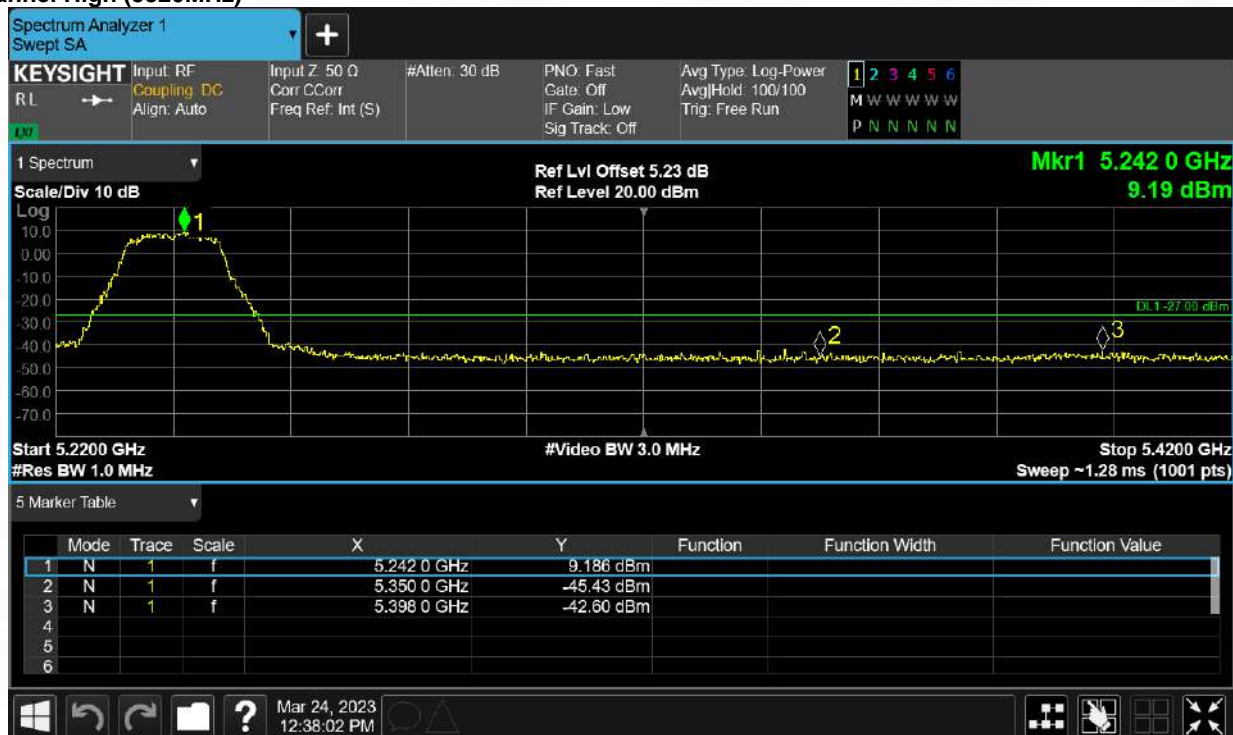 Spectrum Analyzer 1
Swept SA
+
KEYSIGHT Input: RF Input Z: 50 Ω #Atten: 30 dB PNO: Fast Avg Type: Log-Power 1 2 3 4 5 6
RL Coupling: DC Corr CCorr Gate: Off Avg|Hold: 100/100 M W W W W W
Align: Auto Freq Ref: Int (S) IF Gain: Low Trig: Free Run
LXI Sig Track: Off P N N N N N
1 Spectrum Ref Lvl Offset 5.23 dB Mkr1 5.242 0 GHz
Scale/Div 10 dB Ref Level 20.00 dBm 9.19 dBm
Log
1
10.0
0.00
-10.0
-20.0
DL1 -27.00 dBm
-30.0
2 3
-40.0
-50.0
-60.0
-70.0
Start 5.2200 GHz #Video BW 3.0 MHz Stop 5.4200 GHz
#Res BW 1.0 MHz Sweep ~1.28 ms (1001 pts)
5 Marker Table
Mode Trace Scale X Y Function Function Width Function Value
1 N 1 f 5.242 0 GHz 9.186 dBm
2 N 1 f 5.350 0 GHz -45.43 dBm
3 N 1 f 5.398 0 GHz -42.60 dBm
4
5
6
? Mar 24, 2023
12:38:02 PM